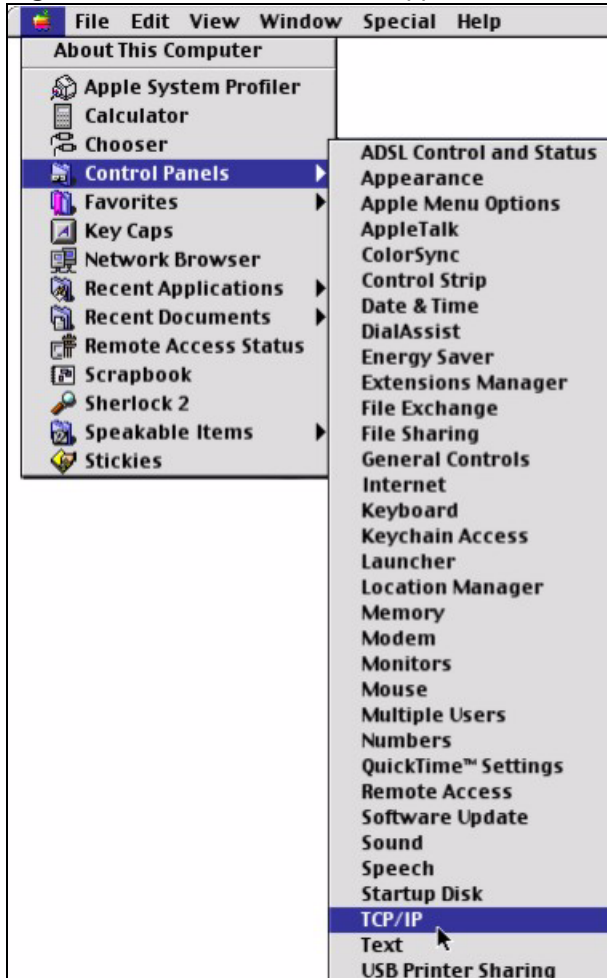 File Edit View Window Special Help
About This Computer
Apple System Profiler
Calculator
Chooser
Control Panels
Favorites
Key Caps
Network Browser
Recent Applications
Recent Documents
Remote Access Status
Scrapbook
Sherlock 2
Speakable Items
Stickies
ADSL Control and Status
Appearance
Apple Menu Options
AppleTalk
ColorSync
Control Strip
Date & Time
DialAssist
Energy Saver
Extensions Manager
File Exchange
File Sharing
General Controls
Internet
Keyboard
Keychain Access
Launcher
Location Manager
Memory
Modem
Monitors
Mouse
Multiple Users
Numbers
QuickTime™ Settings
Remote Access
Software Update
Sound
Speech
Startup Disk
TCP/IP
Text
USB Printer Sharing